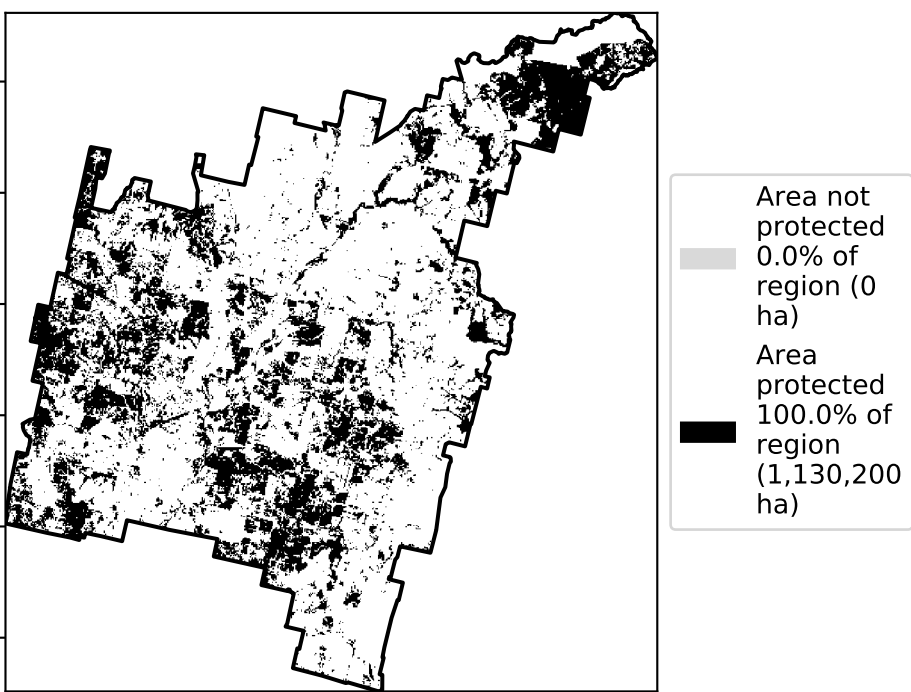 Area not
protected
0.0% of
region (0
ha)
Area
protected
100.0% of
region
(1,130,200
ha)